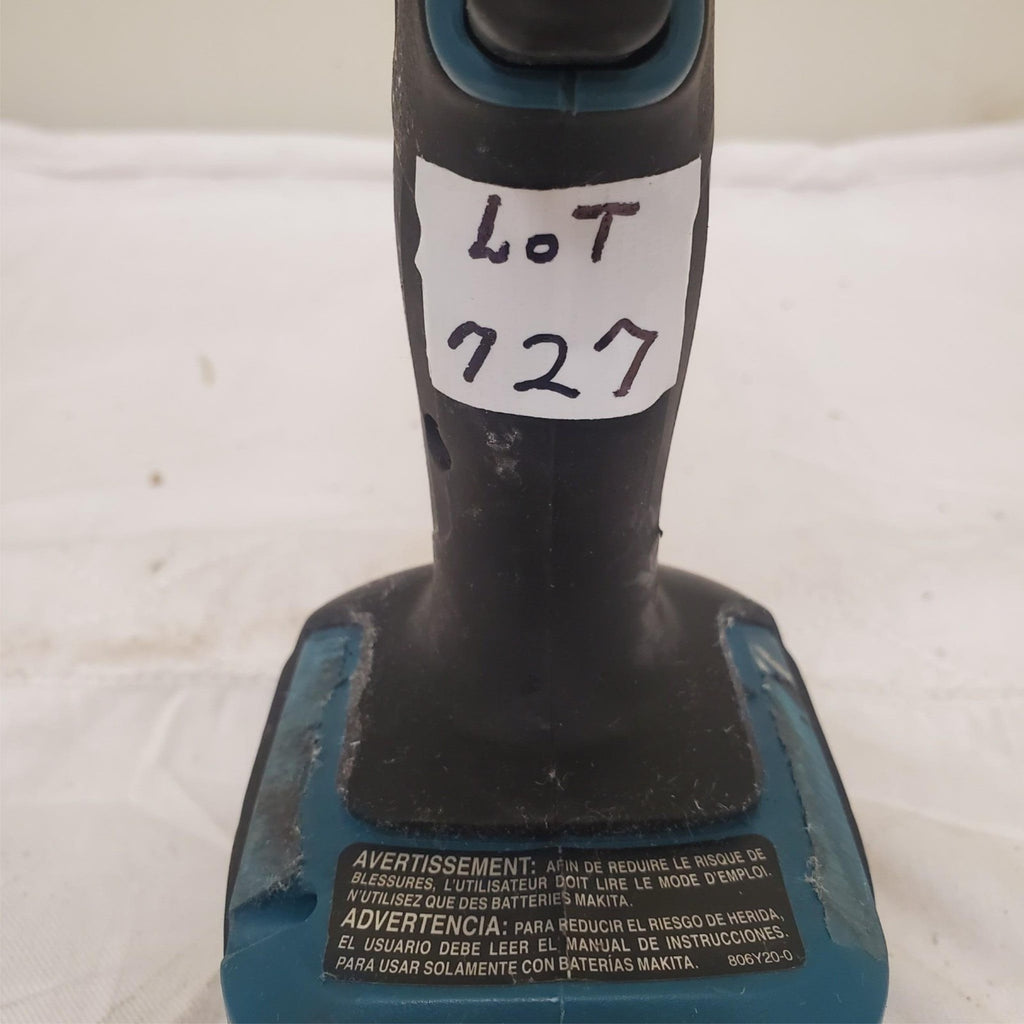 LOT
727
AVERTISSEMENT: AFIN DE REDUIRE LE RISQUE DE
BLESSURES, L'UTILISATEUR DOIT LIRE LE MODE D'EMPLOI.
N'UTILISEZ QUE DES BATTERIES MAKITA.
ADVERTENCIA: PARA REDUCIR EL RIESGO DE HERIDA,
EL USUARIO DEBE LEER EL MANUAL DE INSTRUCCIONES.
PARA USAR SOLAMENTE CON BATERÍAS MAKITA. 806Y20-0